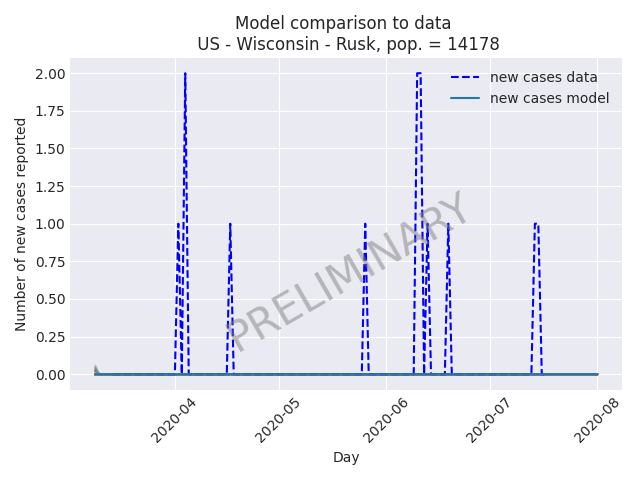 Model comparison to data
US - Wisconsin - Rusk, pop. = 14178
new cases data
new cases model
Number of new cases reported
2.00
1.75
1.50
1.25
1.00
0.75
0.50
0.25
0.00
PRELIMINARY
2020-04
2020-05
2020-06
2020-07
2020-08
Day